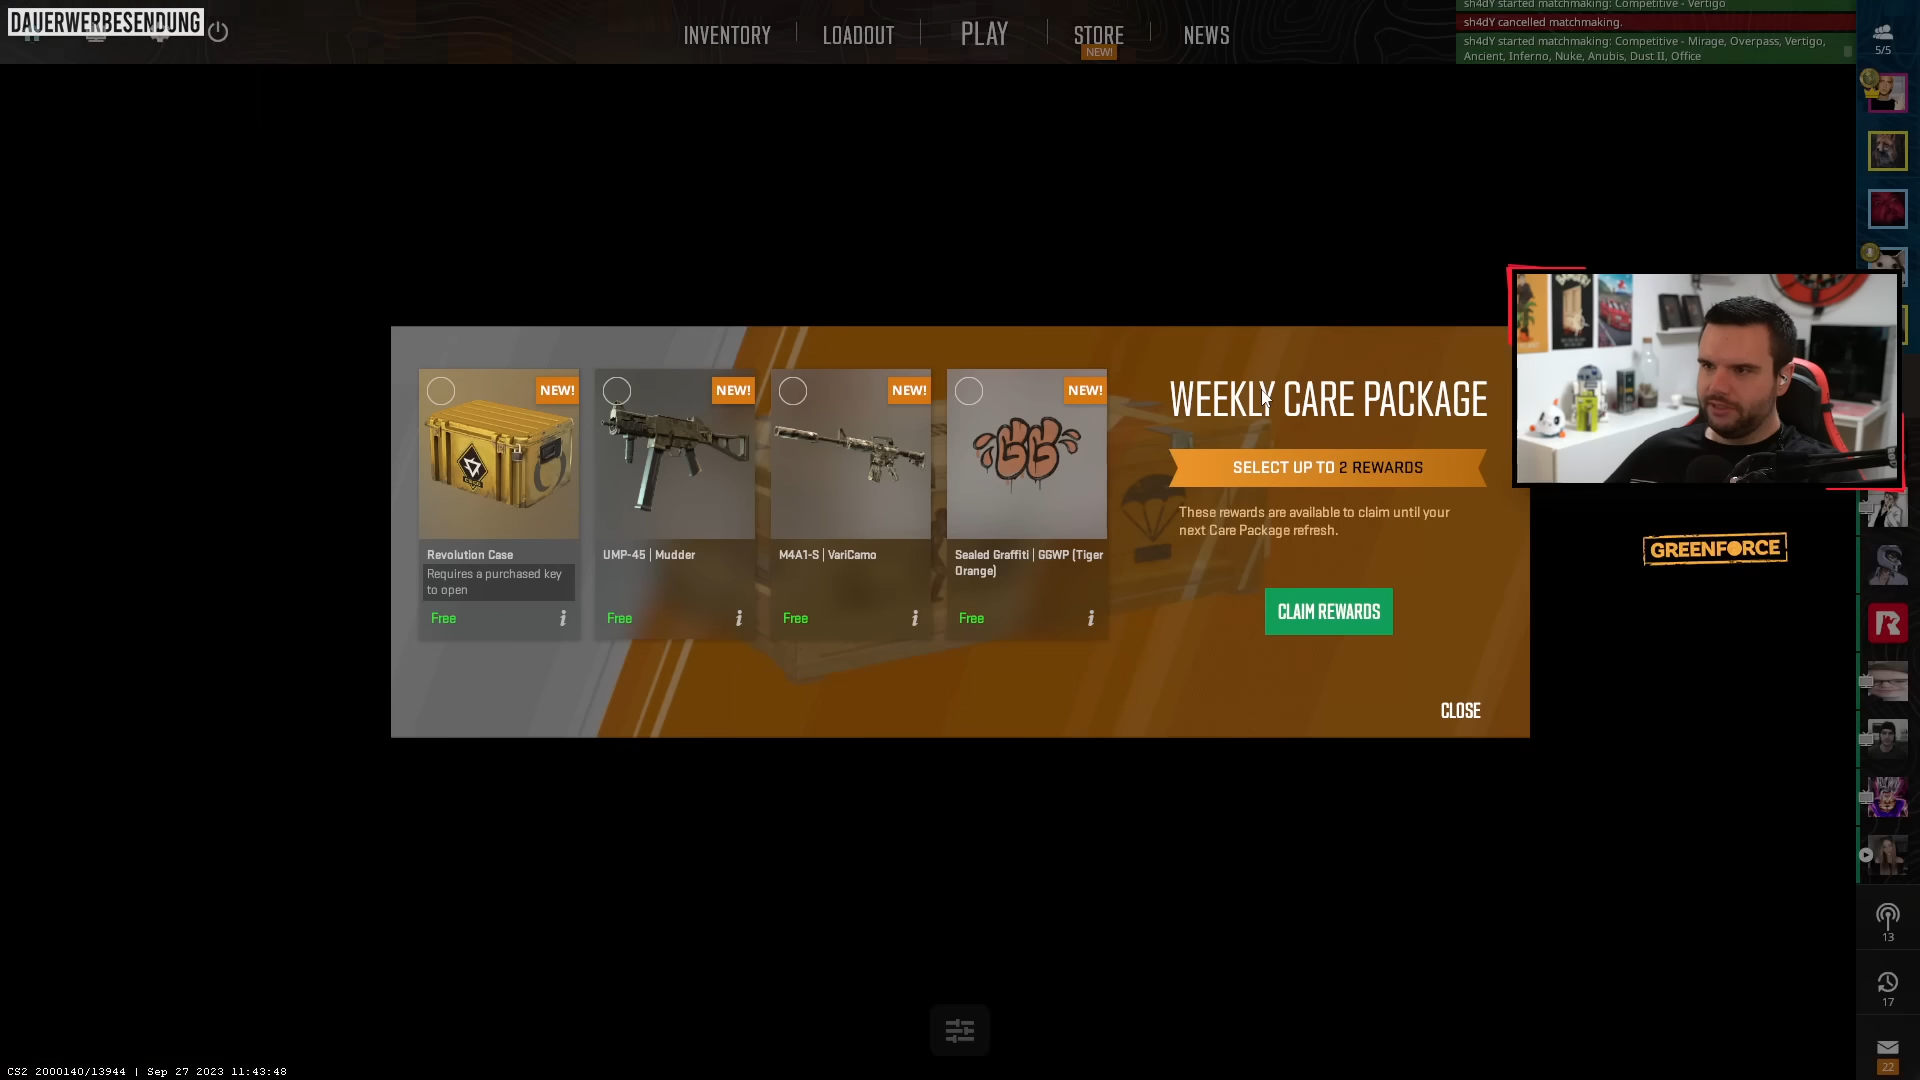 DAUERWERBESENDUNG
INVENTORY
LOADOUT
PLAY
STORE
NEW!
NEWS
sh4dY started matchmaking: Competitive - Vertigo
sh4dY cancelled matchmaking.
sh4dY started matchmaking: Competitive - Mirage, Overpass, Vertigo,
Ancient, Inferno, Nuke, Anubis, Dust II, Office
5/5
NEW!
NEW!
NEW!
NEW!
Revolution Case
Requires a purchased key
to open
Free
UMP-45 | Mudder
Free
M4A1-S | VariCamo
Free
Sealed Graffiti | GGWP (Tiger
Orange)
Free
WEEKLY CARE PACKAGE
SELECT UP TO 2 REWARDS
These rewards are available to claim until your
next Care Package refresh.
CLAIM REWARDS
CLOSE
GREENFORCE
13
17
22
CS2 2000140/13944 | Sep 27 2023 11:43:48